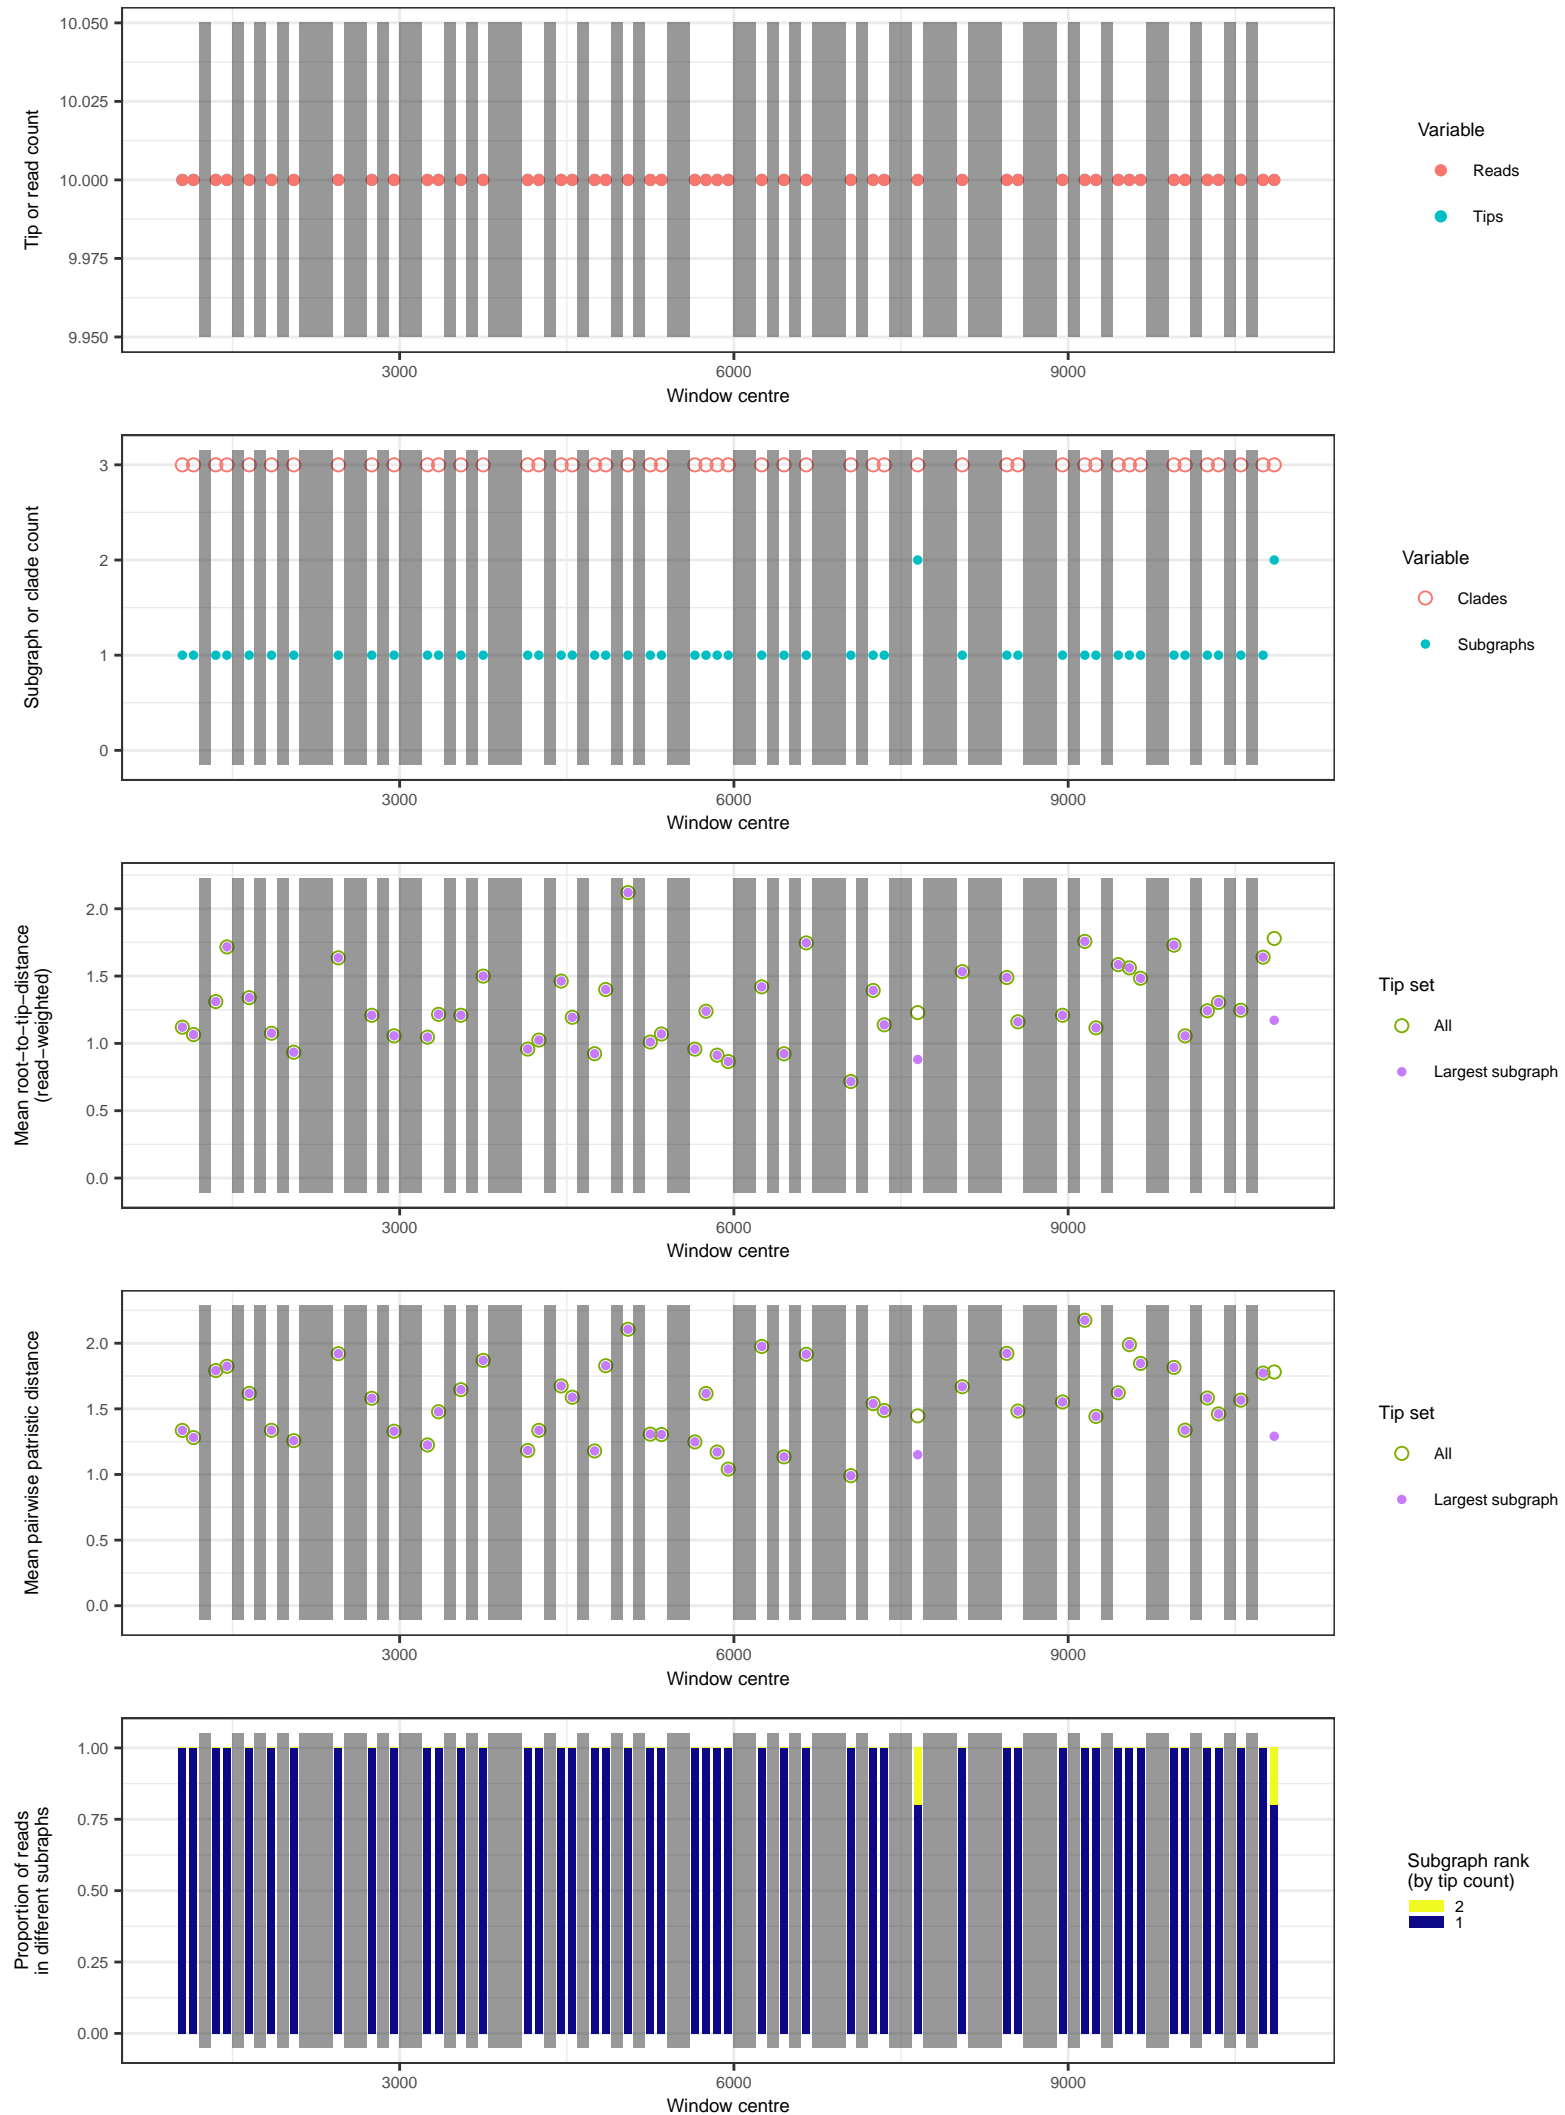 10.050
10.025
10.000
9.975
9.950
Tip or read count
3000
6000
9000
Window centre
Variable
Reads
Tips
3
2
1
0
Subgraph or clade count
3000
6000
9000
Window centre
Variable
Clades
Subgraphs
2.0
1.5
1.0
0.5
0.0
Mean root−to−tip−distance
(read−weighted)
3000
6000
9000
Window centre
Tip set
All
Largest subgraph
2.0
1.5
1.0
0.5
0.0
Mean pairwise patristic distance
3000
6000
9000
Window centre
Tip set
All
Largest subgraph
1.00
0.75
0.50
0.25
0.00
Proportion of reads
in different subraphs
3000
6000
9000
Window centre
Subgraph rank
(by tip count)
2
1